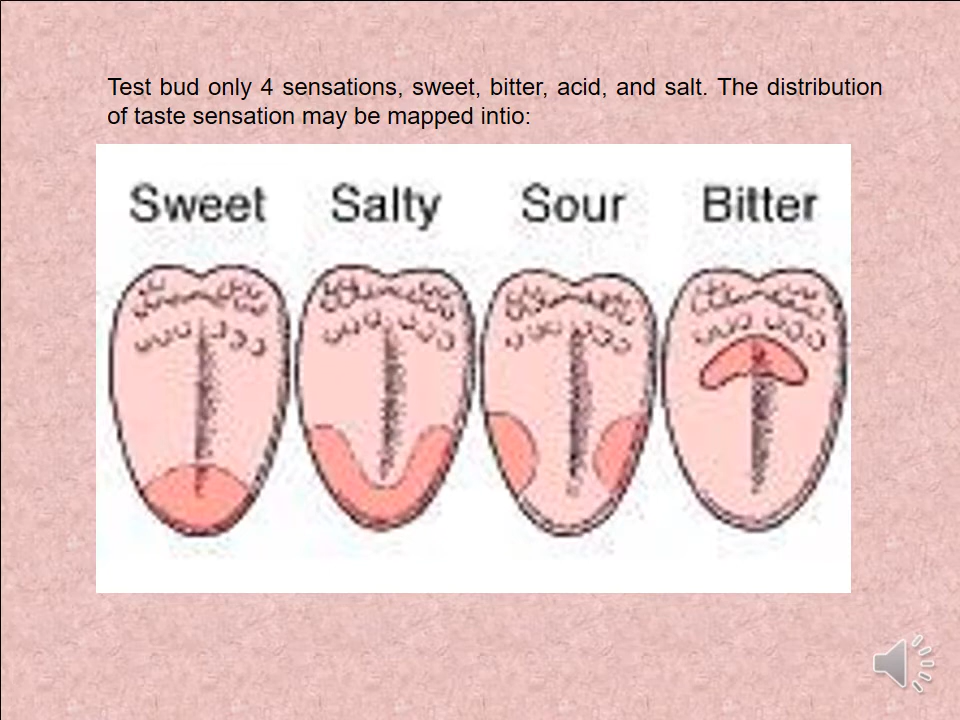 Test bud only 4 sensations, sweet, bitter, acid, and salt. The distribution
of taste sensation may be mapped intio:
Sweet Salty Sour Bitter